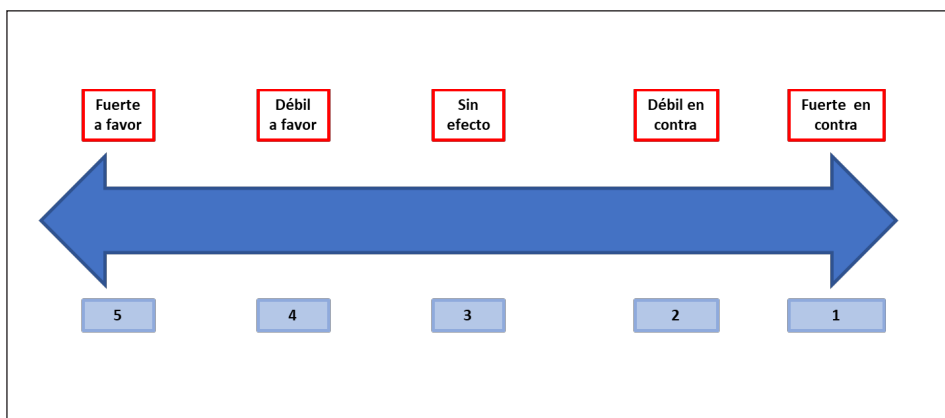 Fuerte
a favor
Débil
a favor
Sin
efecto
Débil en
contra
Fuerte en
contra
5
4
3
2
1